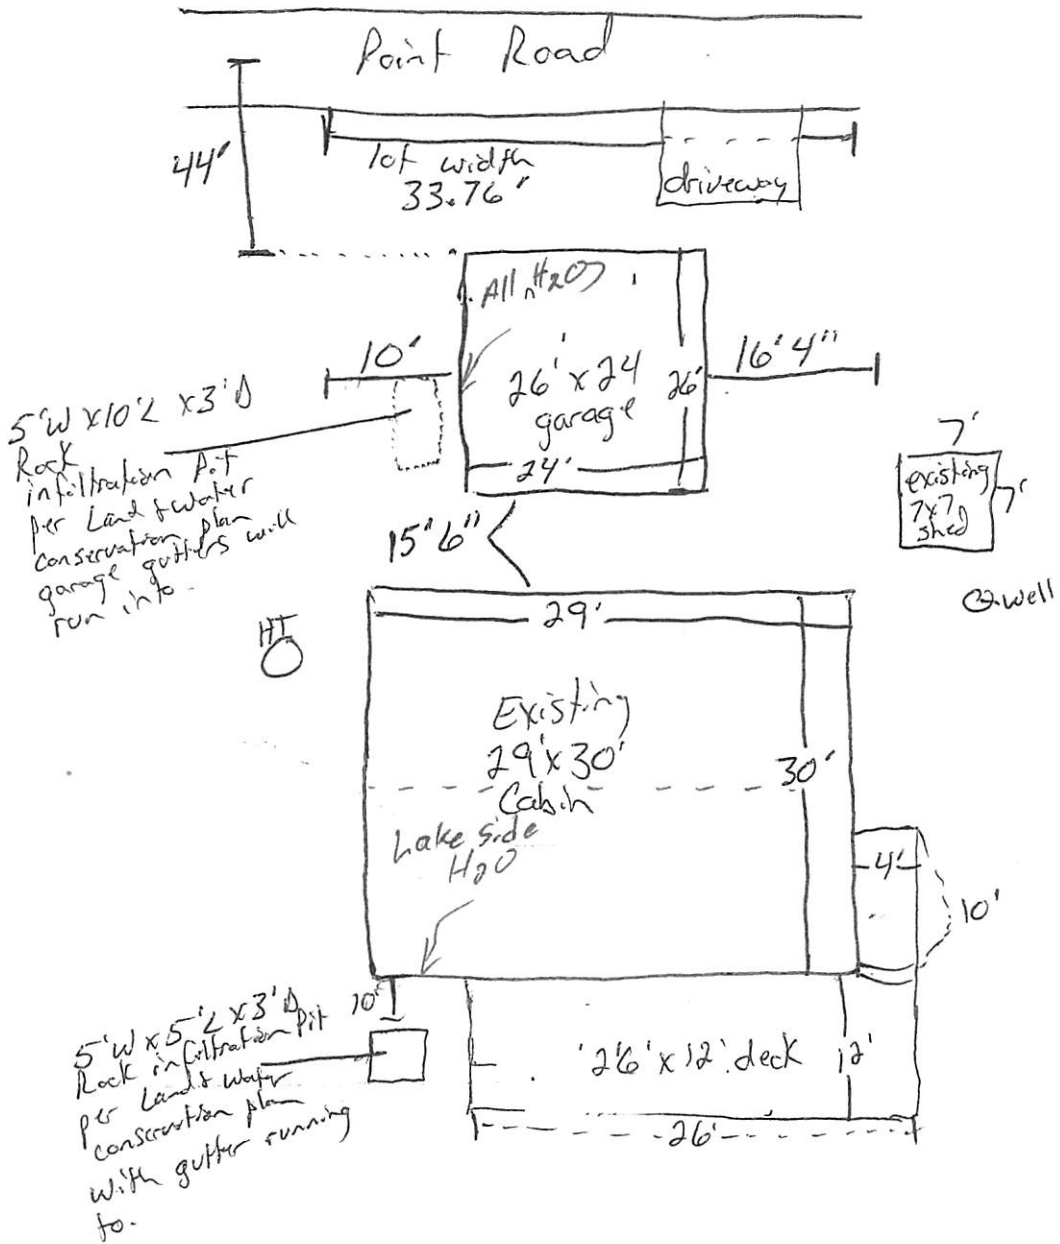 Point Road
44'
lot width
33.76'
driveway
All H2O
10'
26' x 24
garage
26'
16' 4"
24'
5'W x10'L x3'D
Rock
infiltration Pit
per Land & Water
conservation plan
garage gutters will
run into.
7'
existing
7x7
shed
7'
15' 6"
well
HT
29'
Existing
29'x30'
Cabin
30'
Lake side
H2O
4'
10'
10'
5'W x 5'L x3'D
Rock infiltration Pit
per Land & Water
conservation plan
with gutter running
to.
26' x 12' deck
12'
26'